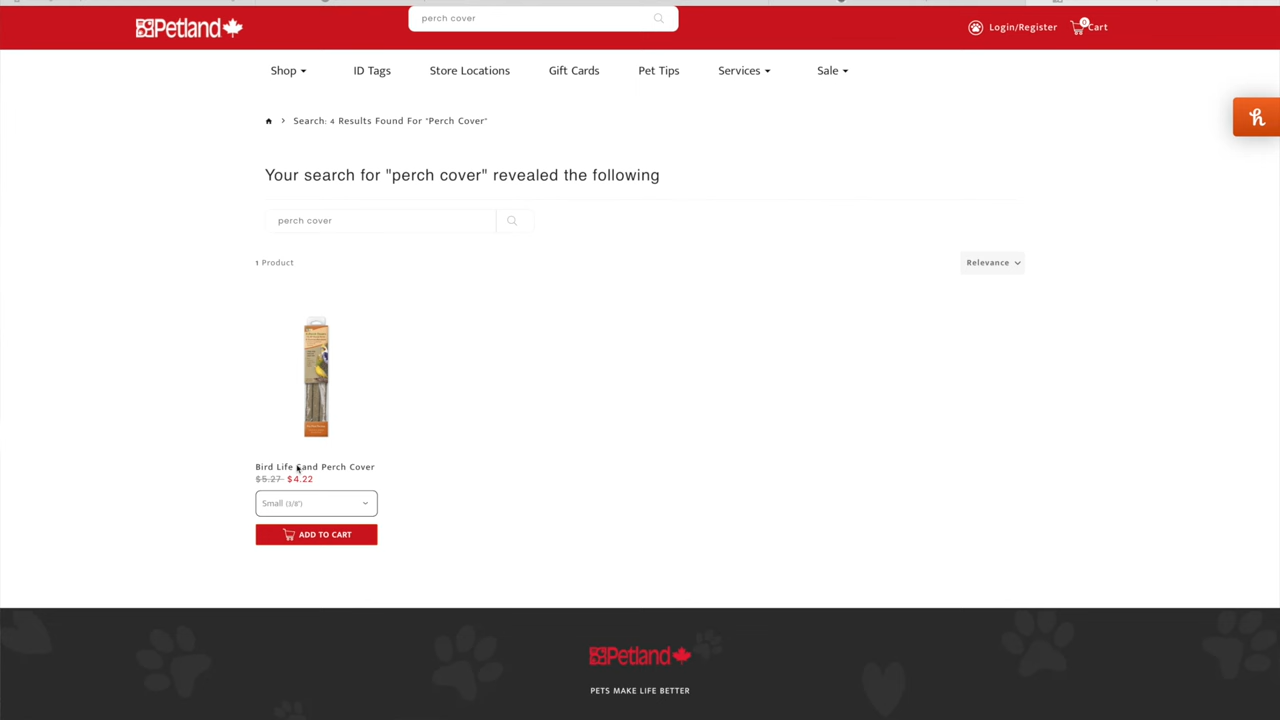 perch cover
Petland
Login/Register
0
Cart
Shop
ID Tags
Store Locations
Gift Cards
Pet Tips
Services
Sale
Search: 4 Results Found For "Perch Cover"
h
Your search for "perch cover" revealed the following
perch cover
1 Product
Relevance
Bird Life Sand Perch Cover
$5.27 $4.22
Small (3/8")
ADD TO CART
Petland
PETS MAKE LIFE BETTER